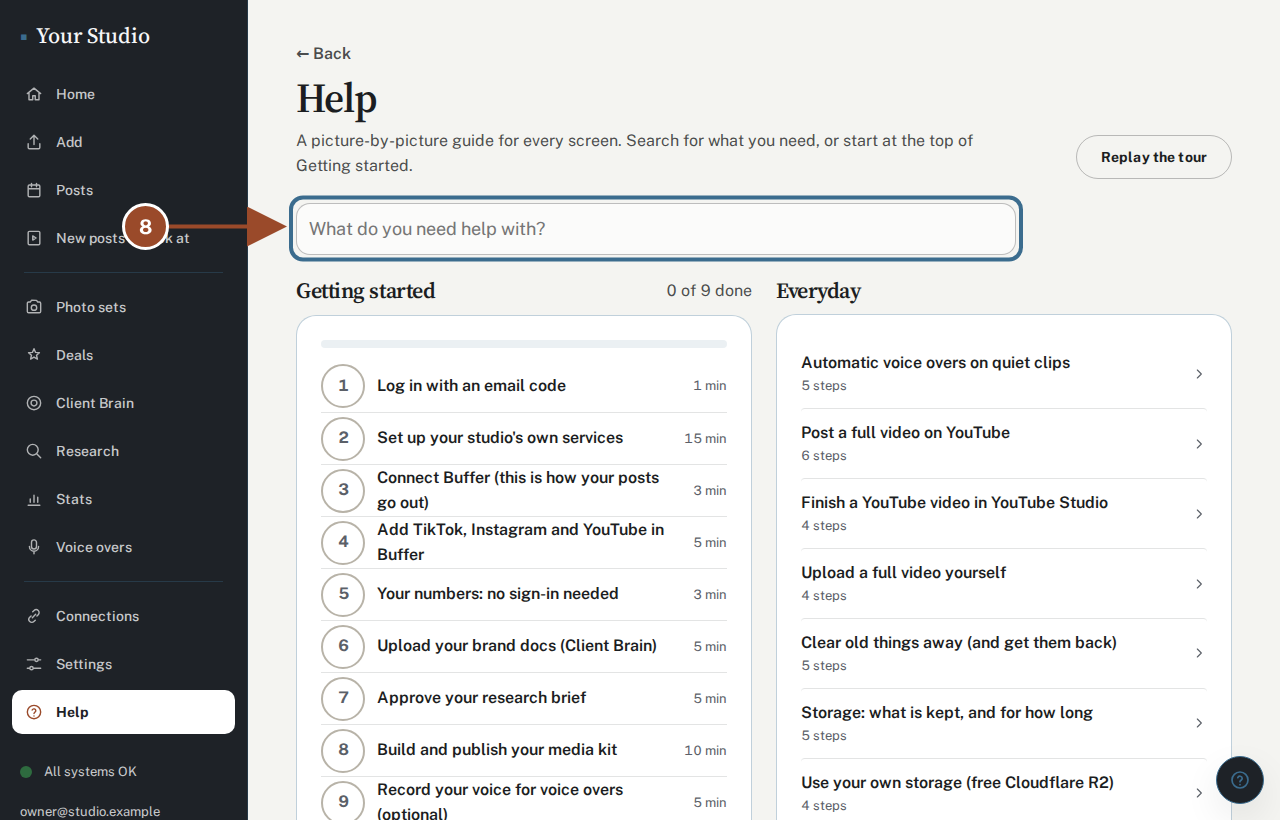 Your Studio
Home
Add
Posts
New posts
k at
8
Photo sets
Deals
Client Brain
Research
Stats
Voice overs
Connections
Settings
Help
All systems OK
owner@studio.example
← Back
Help
A picture-by-picture guide for every screen. Search for what you need, or start at the top of
Getting started.
Replay the tour
What do you need help with?
Getting started
0 of 9 done
1 Log in with an email code 1 min
2 Set up your studio's own services 15 min
3 Connect Buffer (this is how your posts
go out) 3 min
4 Add TikTok, Instagram and YouTube in
Buffer 5 min
5 Your numbers: no sign-in needed 3 min
6 Upload your brand docs (Client Brain) 5 min
7 Approve your research brief 5 min
8 Build and publish your media kit 10 min
9 Record your voice for voice overs
(optional) 5 min
Everyday
Automatic voice overs on quiet clips
5 steps
Post a full video on YouTube
6 steps
Finish a YouTube video in YouTube Studio
4 steps
Upload a full video yourself
4 steps
Clear old things away (and get them back)
5 steps
Storage: what is kept, and for how long
5 steps
Use your own storage (free Cloudflare R2)
4 steps